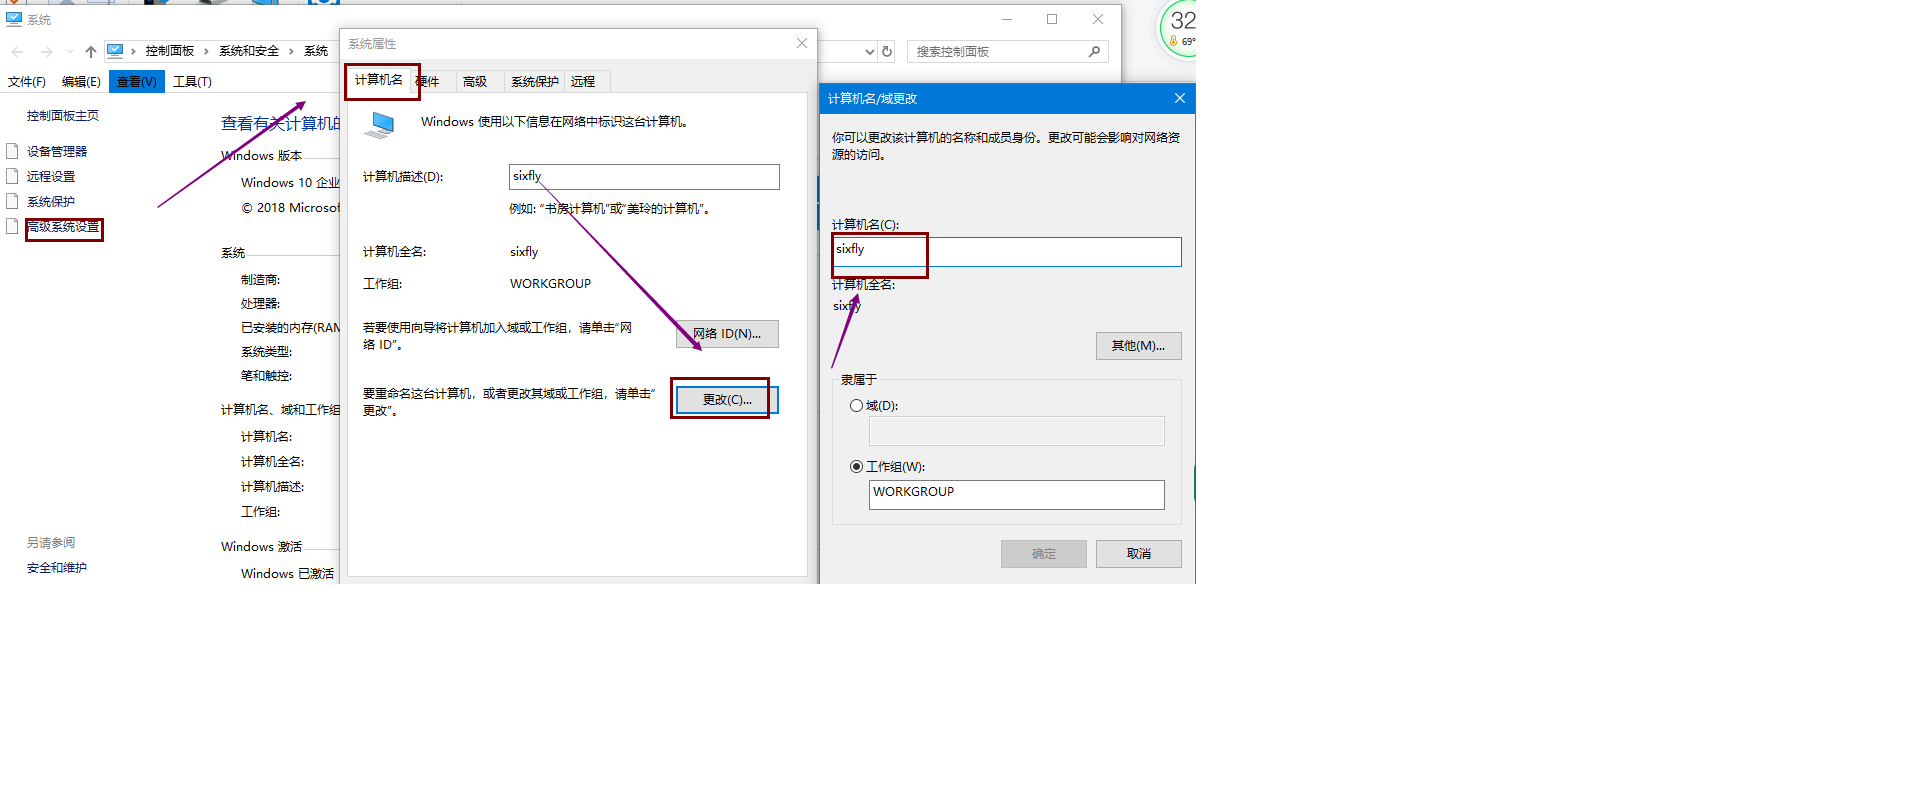 系统
控制面板 › 系统和安全 › 系统
搜索控制面板
文件(F) 编辑(E) 查看(V) 工具(T)
控制面板主页
设备管理器
远程设置
系统保护
高级系统设置
另请参阅
安全和维护
查看有关计算机的
Windows 版本
Windows 10 企业
© 2018 Microsof
系统
制造商:
处理器:
已安装的内存(RAM
系统类型:
笔和触控:
计算机名、域和工作组
计算机名:
计算机全名:
计算机描述:
工作组:
Windows 激活
Windows 已激活
系统属性
计算机名 硬件 高级 系统保护 远程
Windows 使用以下信息在网络中标识这台计算机。
计算机描述(D): sixfly
例如: “书房计算机”或“美玲的计算机”。
计算机全名: sixfly
工作组: WORKGROUP
若要使用向导将计算机加入域或工作组，请单击“网
络 ID”。
网络 ID(N)...
要重命名这台计算机，或者更改其域或工作组，请单击“
更改”。
更改(C)...
32
69°
计算机名/域更改
你可以更改该计算机的名称和成员身份。更改可能会影响对网络资
源的访问。
计算机名(C):
sixfly
计算机全名:
sixfly
其他(M)...
隶属于
域(D):
工作组(W):
WORKGROUP
确定 取消